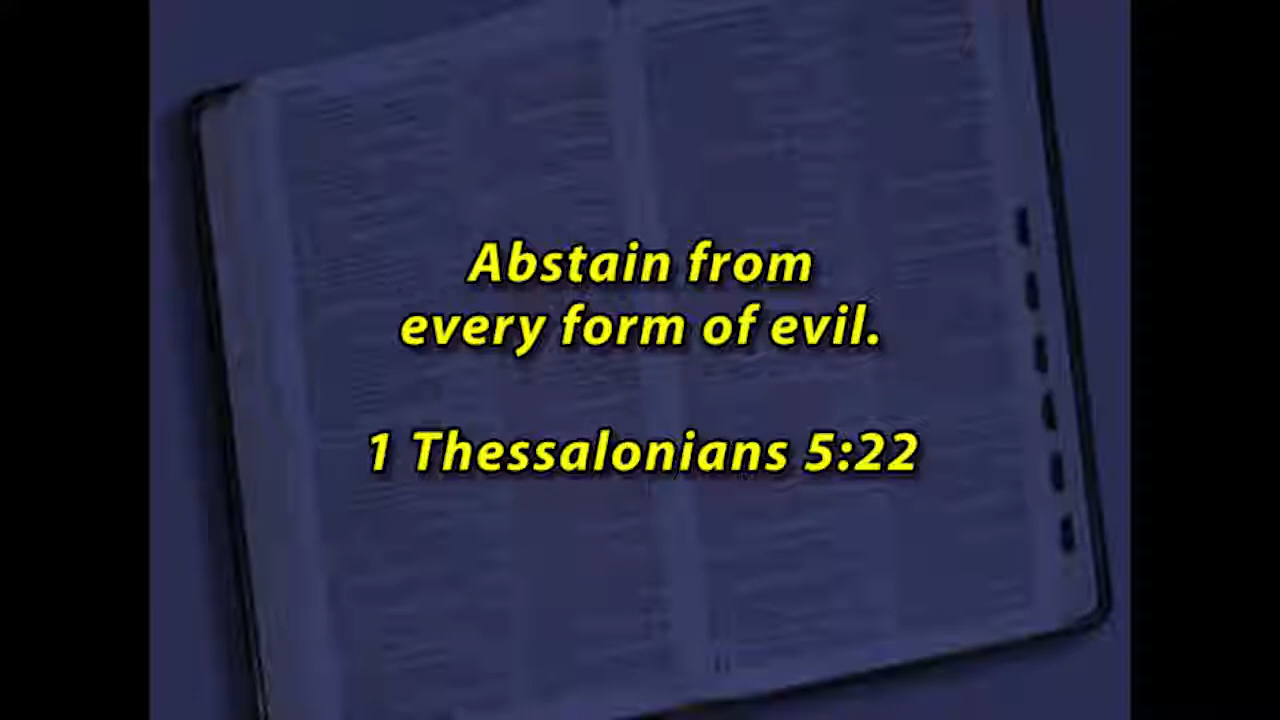 Abstain from
every form of evil.
1 Thessalonians 5:22